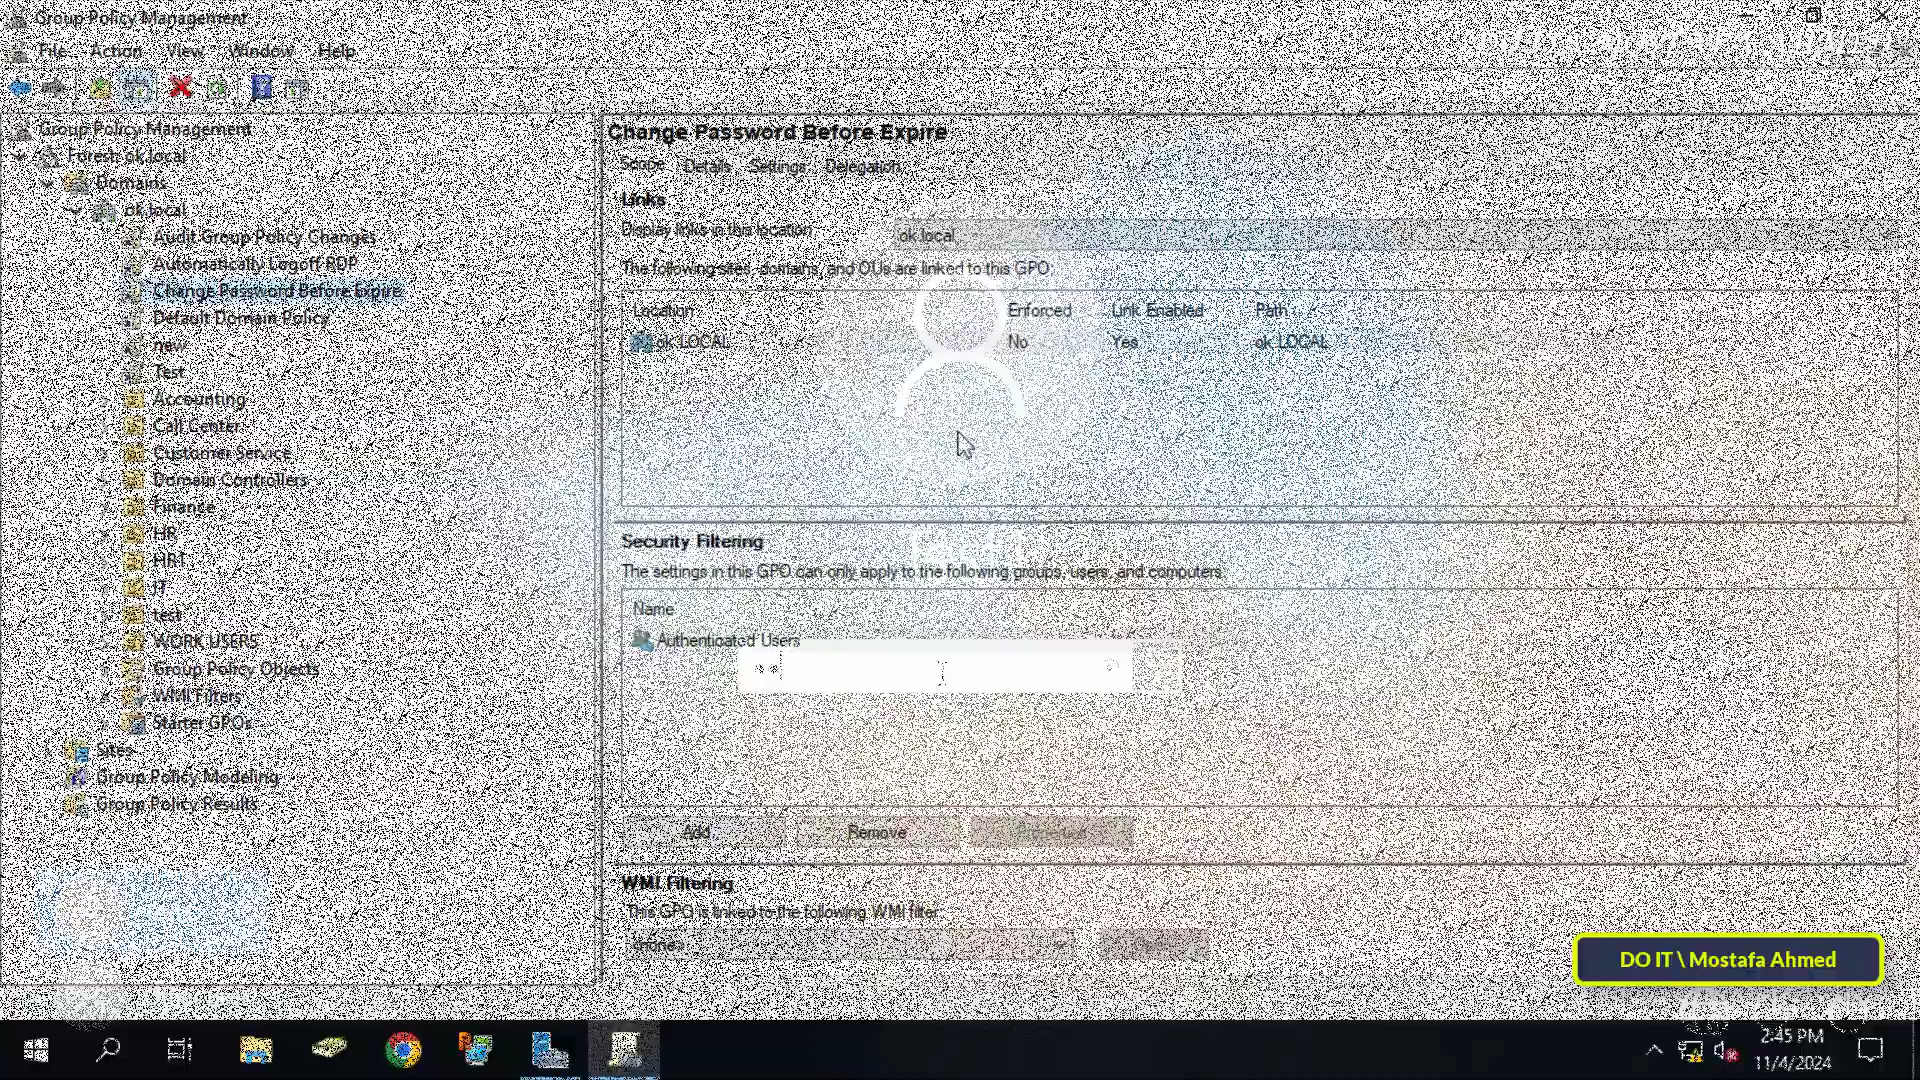 Group Policy Management
File Action View Window Help
Group Policy Management
Forest: ok.local
Domains
ok.local
Audit Group Policy Changes
Automatically Logoff RDP
Change Password Before Expire
Default Domain Policy
new
Test
Accounting
Call Center
Customer Service
Domain Controllers
Finance
HR
HR1
IT
test
WORK USERS
Group Policy Objects
WMI Filters
Starter GPOs
Sites
Group Policy Modeling
Group Policy Results
Change Password Before Expire
Scope Details Settings Delegation
Links
Display links in this location:
ok.local
The following sites, domains, and OUs are linked to this GPO:
Location Enforced Link Enabled Path
ok.LOCAL No Yes ok.LOCAL
Security Filtering
The settings in this GPO can only apply to the following groups, users, and computers:
Name
Authenticated Users
Add... Remove Properties
WMI Filtering
This GPO is linked to the following WMI filter:
<none>
DO IT \ Mostafa Ahmed
2:45 PM
11/4/2024